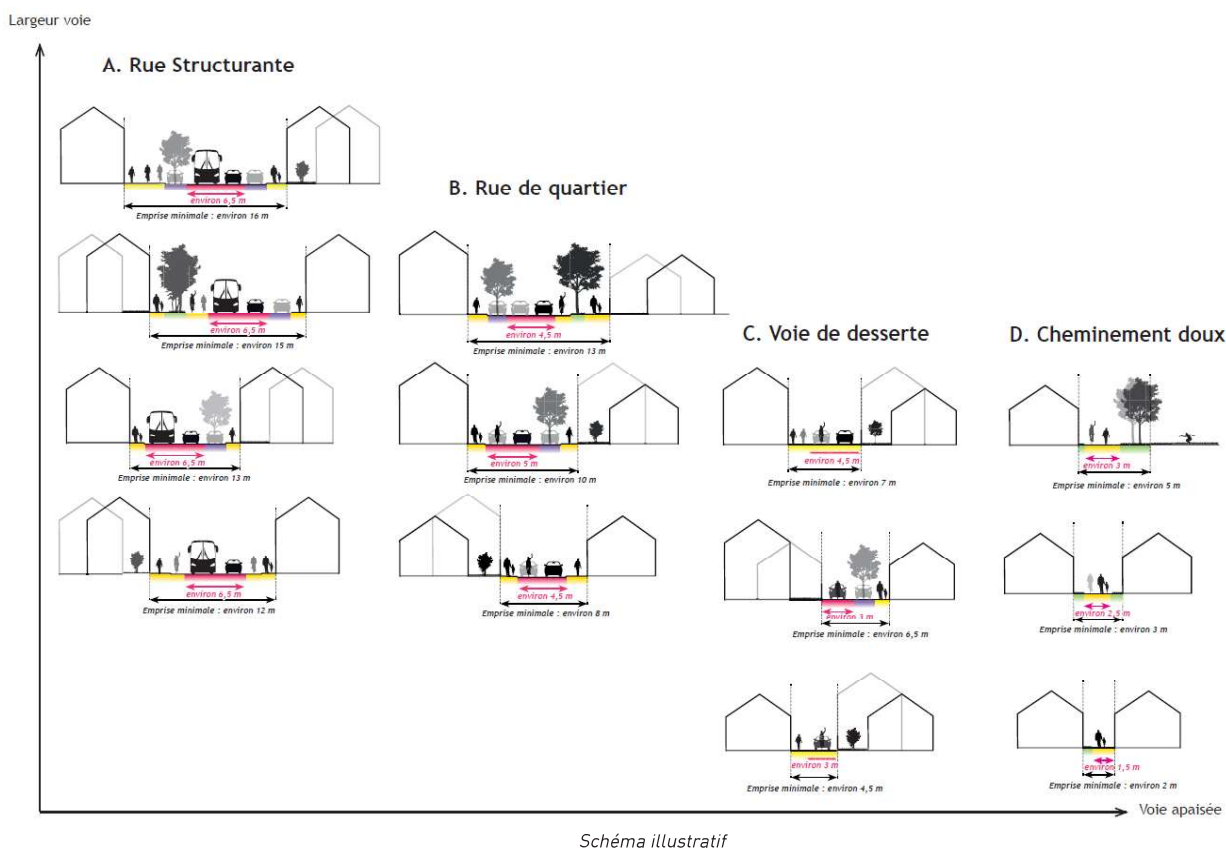 Largeur voie
A. Rue Structurante
environ 6,5 m
Emprise minimale : environ 16 m
environ 6,5 m
Emprise minimale : environ 15 m
environ 6,5 m
Emprise minimale : environ 13 m
environ 6,5 m
Emprise minimale : environ 12 m
B. Rue de quartier
environ 4,5 m
Emprise minimale : environ 13 m
environ 5 m
Emprise minimale : environ 10 m
environ 4,5 m
Emprise minimale : environ 8 m
C. Voie de desserte
environ 4,5 m
Emprise minimale : environ 7 m
environ 3 m
Emprise minimale : environ 6,5 m
environ 3 m
Emprise minimale : environ 4,5 m
D. Cheminement doux
environ 3 m
Emprise minimale : environ 5 m
environ 2,5 m
Emprise minimale : environ 3 m
environ 1,5 m
Emprise minimale : environ 2 m
Voie apaisée
Schéma illustratif